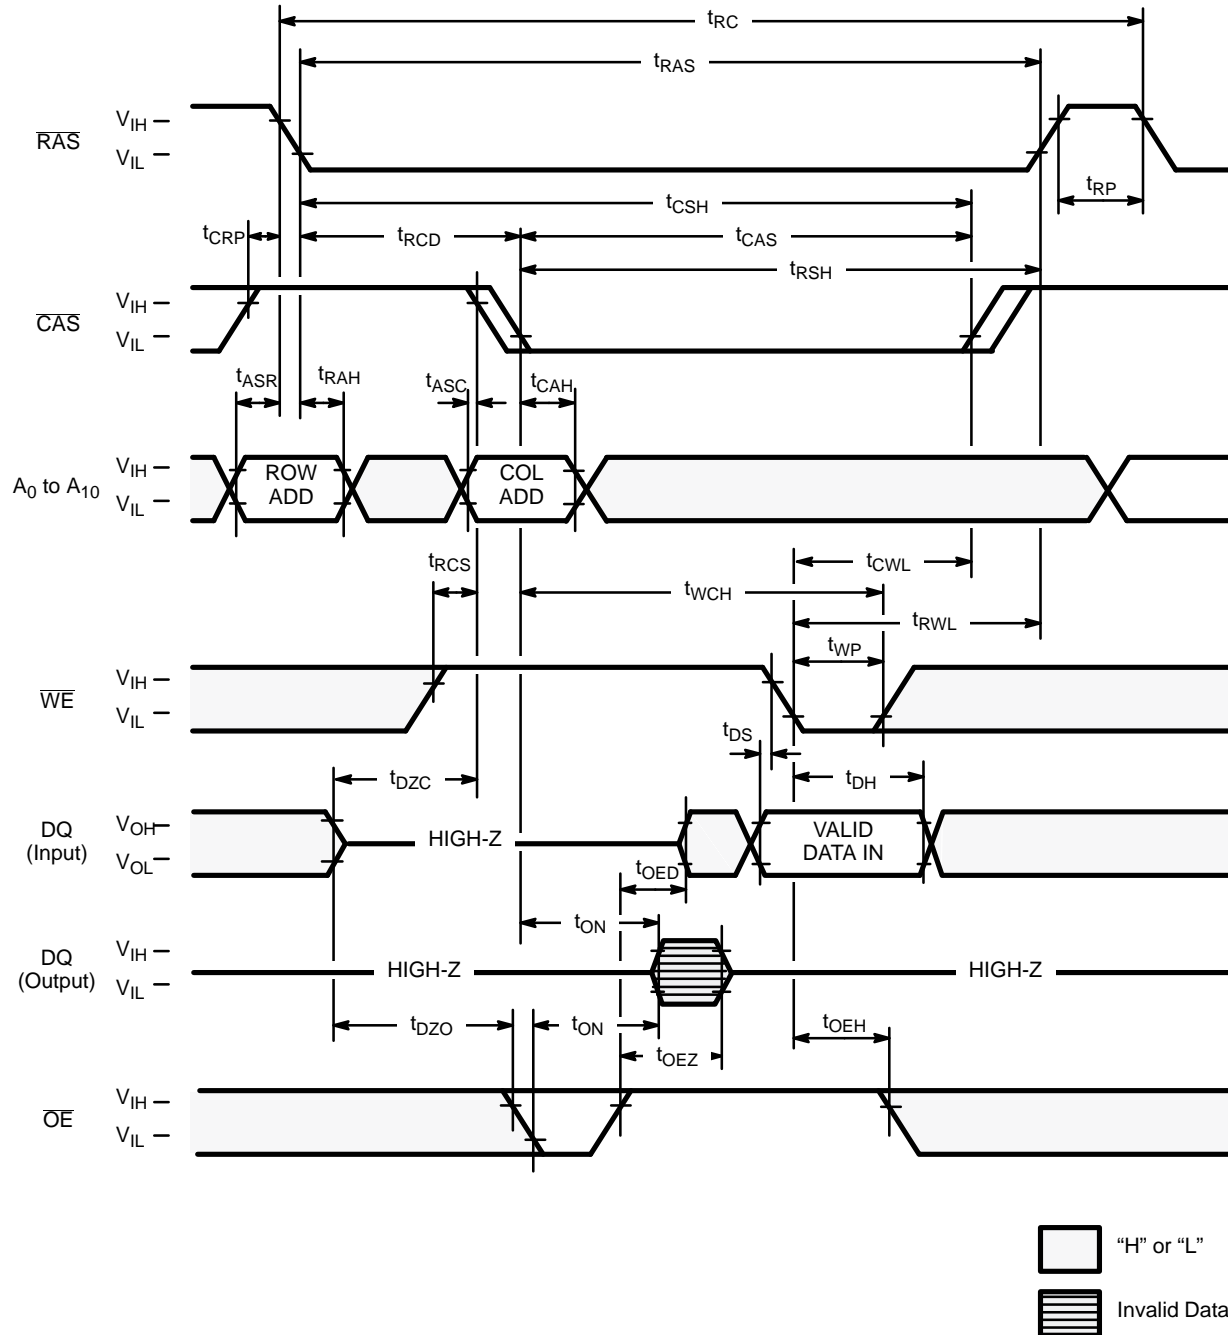 tRC
tRAS
RAS
VIH
VIL
tRP
tCSH
tCRP
tRCD
tCAS
tRSH
CAS
VIH
VIL
tASR
tRAH
tASC
tCAH
A0 to A10
VIH
VIL
ROW
ADD
COL
ADD
tRCS
tCWL
tWCH
tRWL
tWP
WE
VIH
VIL
tDS
tDZC
tDH
DQ
(Input)
VOH
VOL
HIGH-Z
VALID
DATA IN
tOED
tON
DQ
(Output)
VIH
VIL
HIGH-Z
HIGH-Z
tDZO
tON
tOEZ
tOEH
OE
VIH
VIL
“H” or “L”
Invalid Data